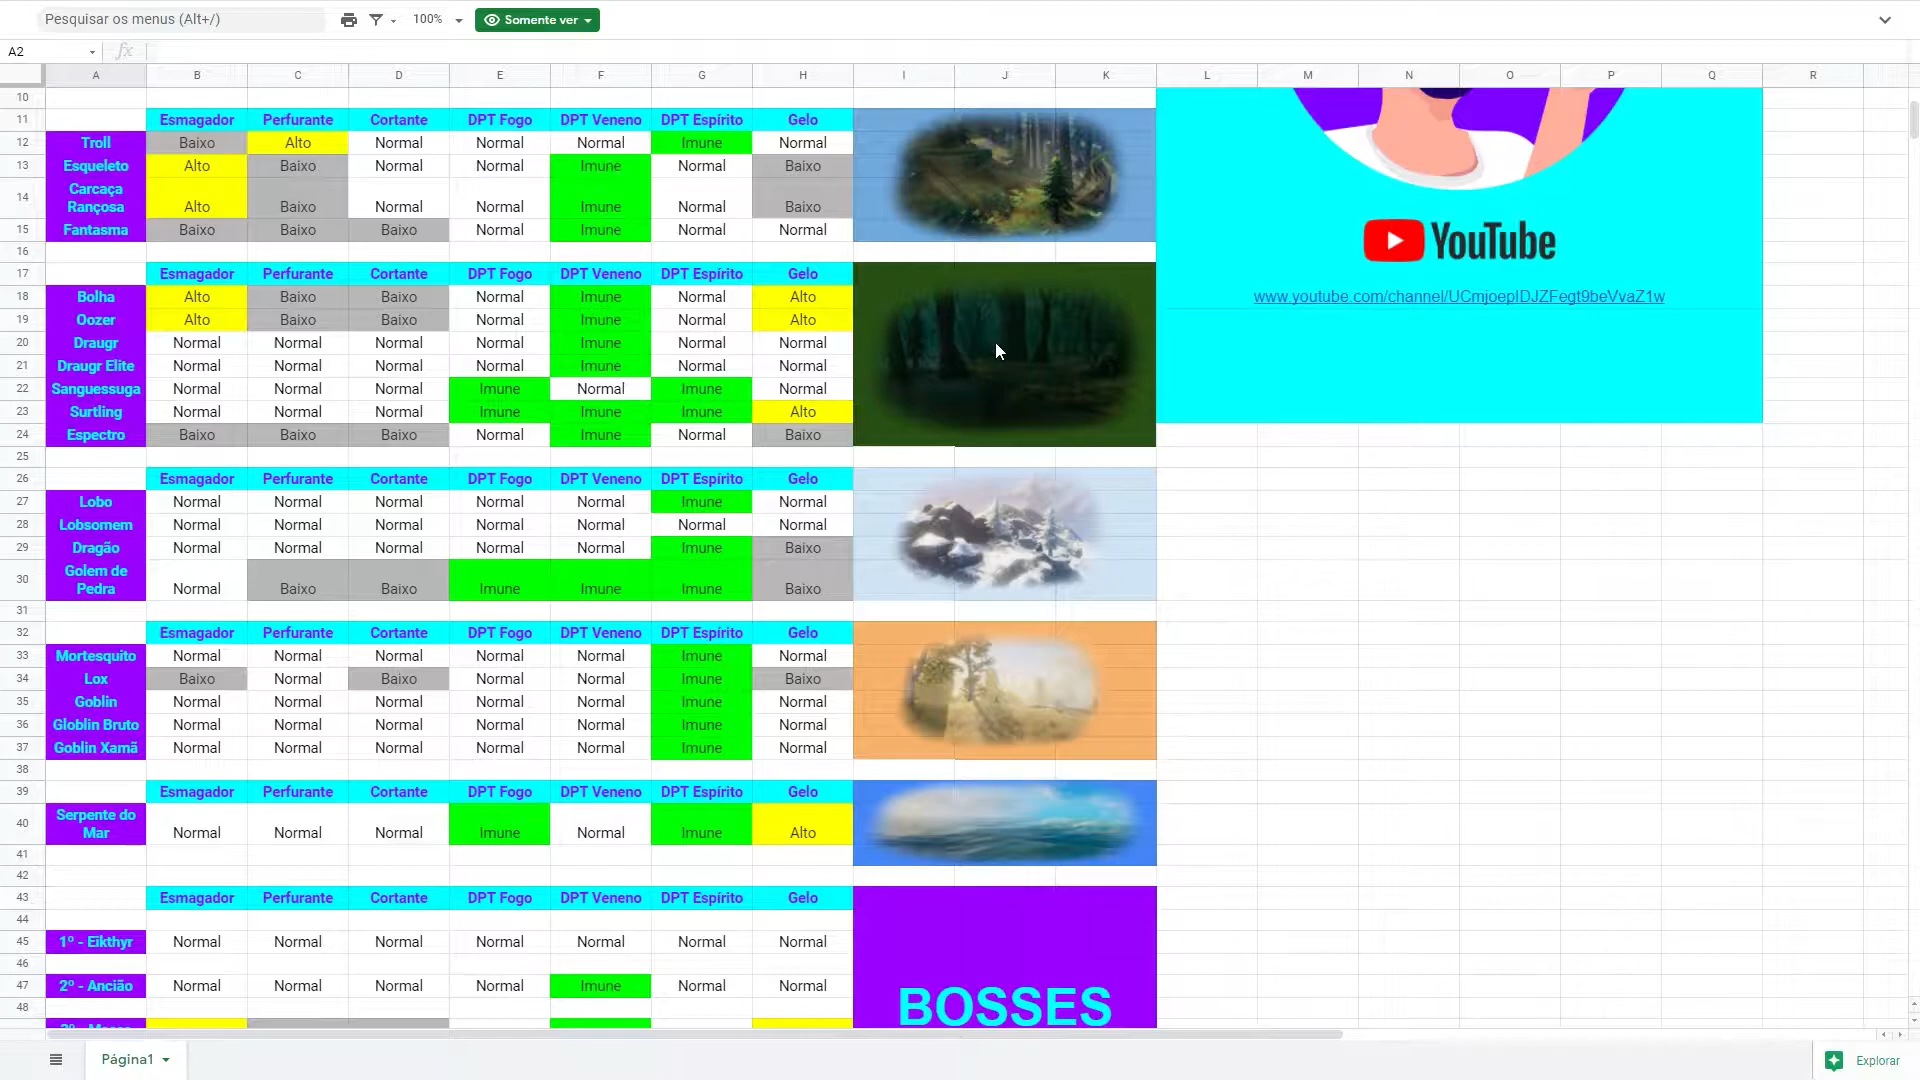 Pesquisar os menus (Alt+/)
100%
Somente ver
A2
fx
A B C D E F G H I J K L M N O P Q R
10
11 Esmagador Perfurante Cortante DPT Fogo DPT Veneno DPT Espírito Gelo
12 Troll Baixo Alto Normal Normal Normal Imune Normal
13 Esqueleto Alto Baixo Normal Normal Imune Normal Baixo
Carcaça
14 Rançosa Alto Baixo Normal Normal Imune Normal Baixo
15 Fantasma Baixo Baixo Baixo Normal Imune Normal Normal
16
17 Esmagador Perfurante Cortante DPT Fogo DPT Veneno DPT Espírito Gelo
18 Bolha Alto Baixo Baixo Normal Imune Normal Alto
19 Oozer Alto Baixo Baixo Normal Imune Normal Alto
20 Draugr Normal Normal Normal Normal Imune Normal Normal
21 Draugr Elite Normal Normal Normal Normal Imune Normal Normal
22 Sanguessuga Normal Normal Normal Imune Normal Imune Normal
23 Surtling Normal Normal Normal Imune Imune Imune Alto
24 Espectro Baixo Baixo Baixo Normal Imune Normal Baixo
25
26 Esmagador Perfurante Cortante DPT Fogo DPT Veneno DPT Espírito Gelo
27 Lobo Normal Normal Normal Normal Normal Imune Normal
28 Lobsomem Normal Normal Normal Normal Normal Normal Normal
29 Dragão Normal Normal Normal Normal Normal Imune Baixo
Golem de
30 Pedra Normal Baixo Baixo Imune Imune Imune Baixo
31
32 Esmagador Perfurante Cortante DPT Fogo DPT Veneno DPT Espírito Gelo
33 Mortesquito Normal Normal Normal Normal Normal Imune Normal
34 Lox Baixo Normal Baixo Normal Normal Imune Baixo
35 Goblin Normal Normal Normal Normal Normal Imune Normal
36 Globlin Bruto Normal Normal Normal Normal Normal Imune Normal
37 Goblin Xamã Normal Normal Normal Normal Normal Imune Normal
38
39 Esmagador Perfurante Cortante DPT Fogo DPT Veneno DPT Espírito Gelo
Serpente do
40 Mar Normal Normal Normal Imune Normal Imune Alto
41
42
43 Esmagador Perfurante Cortante DPT Fogo DPT Veneno DPT Espírito Gelo
44
45 1º - Eikthyr Normal Normal Normal Normal Normal Normal Normal
46
47 2º - Ancião Normal Normal Normal Normal Imune Normal Normal
48
BOSSES
YouTube
www.youtube.com/channel/UCmjoepIDJZFegt9beVvaZ1w
Página1
Explorar